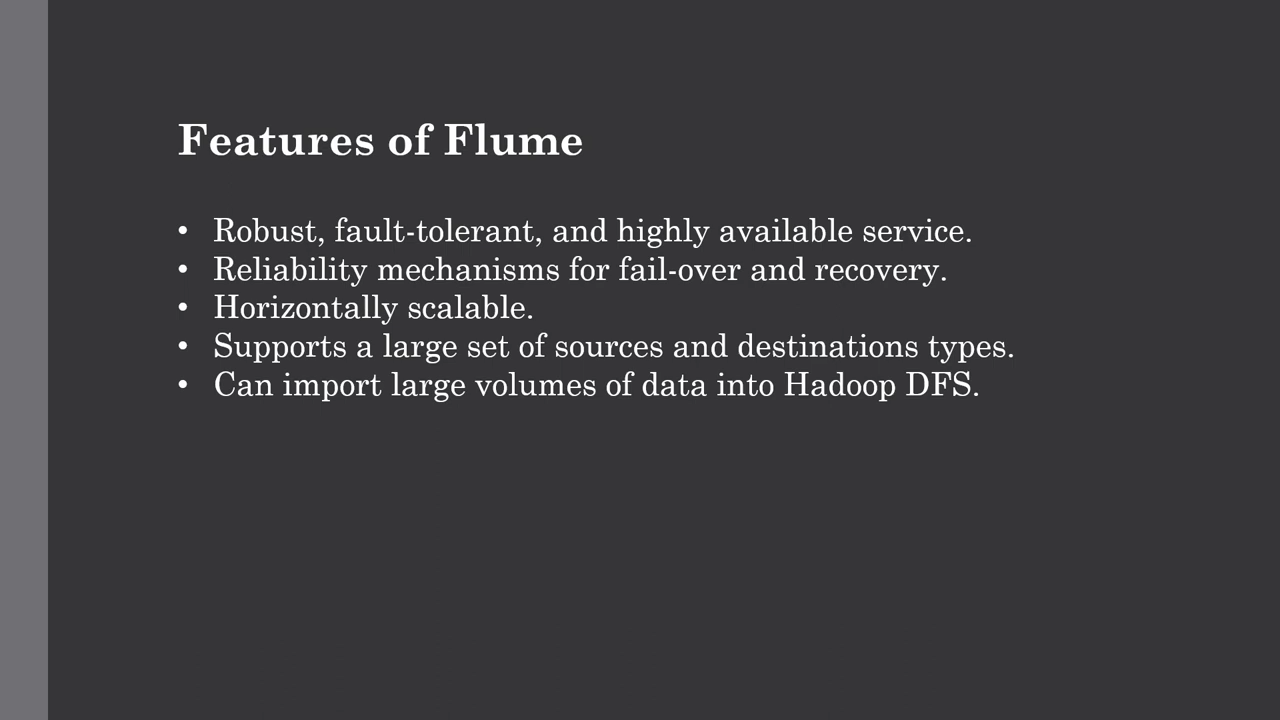 Features of Flume
• Robust, fault-tolerant, and highly available service.
• Reliability mechanisms for fail-over and recovery.
• Horizontally scalable.
• Supports a large set of sources and destinations types.
• Can import large volumes of data into Hadoop DFS.